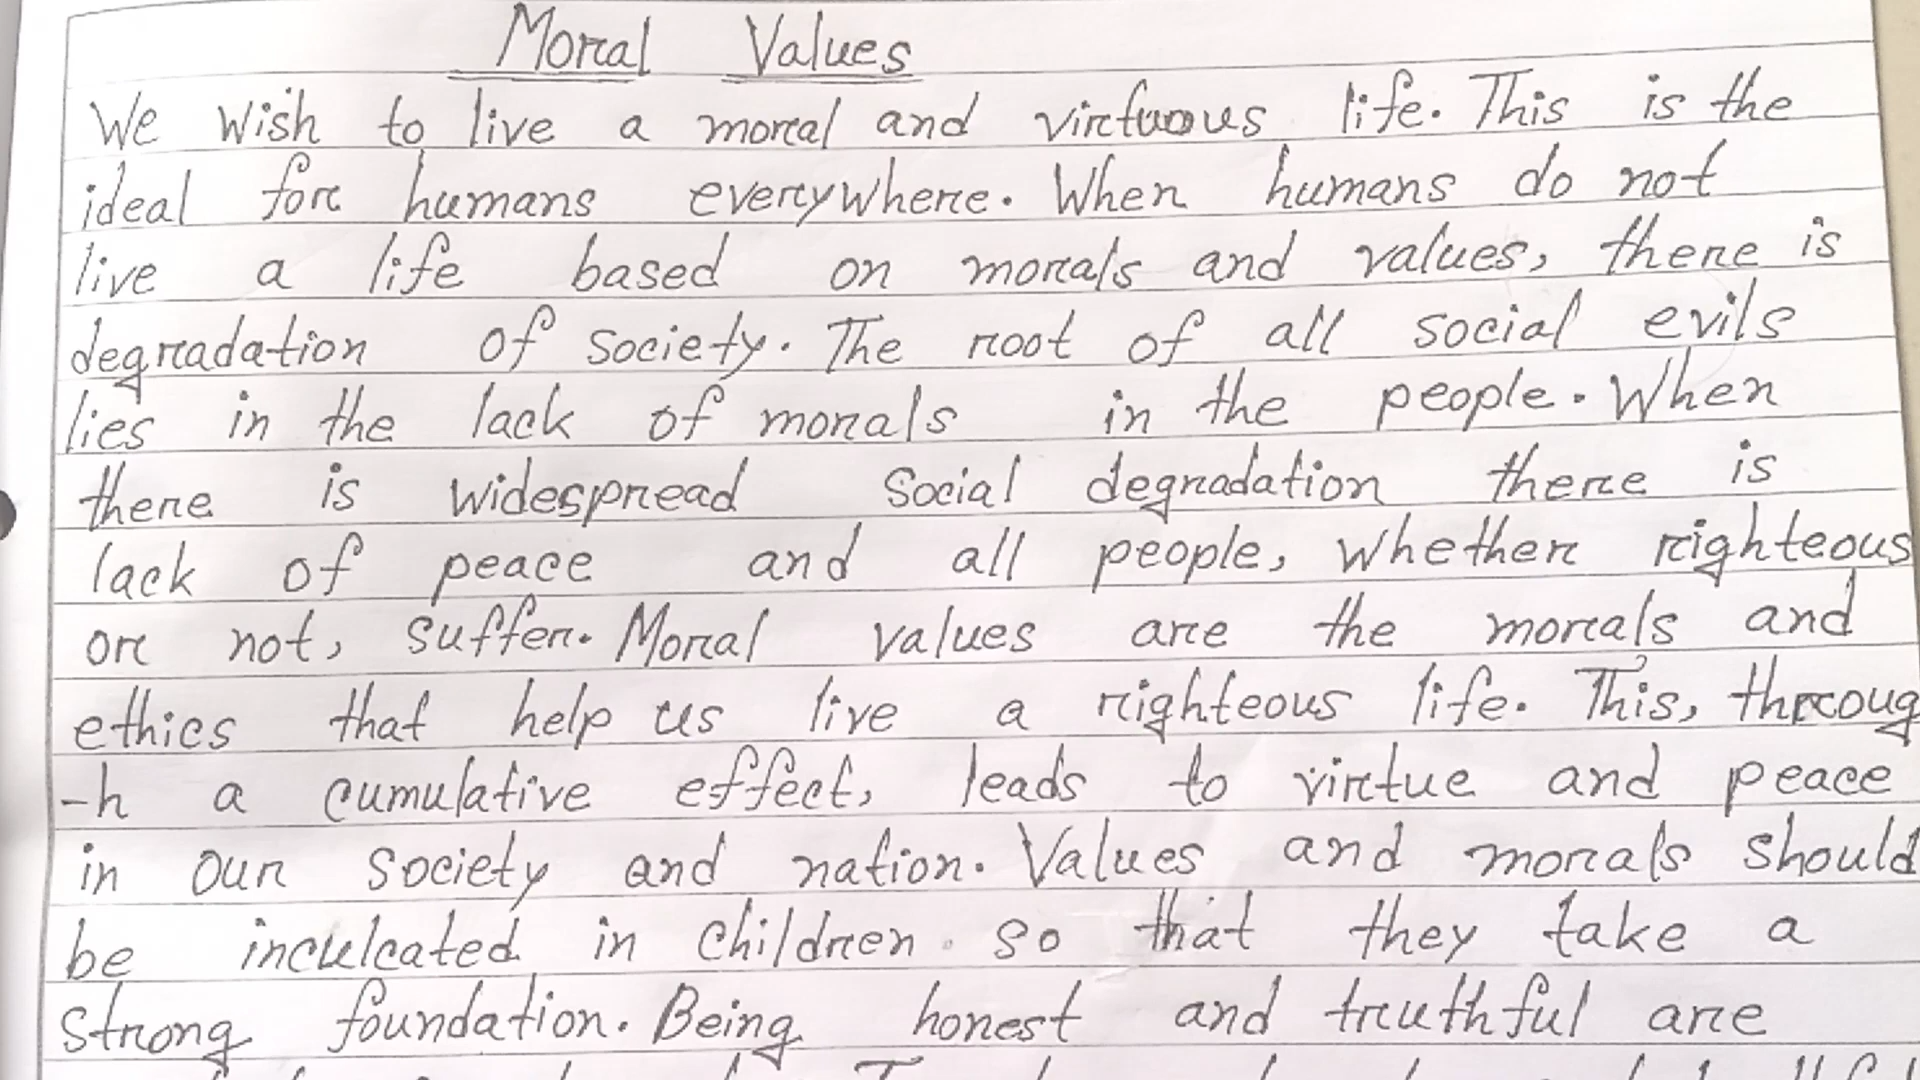 Moral Values
We wish to live a moral and virtuous life. This is the
ideal for humans everywhere. When humans do not
live a life based on morals and values, there is
degradation of society. The root of all social evils
lies in the lack of morals in the people. When
there is widespread social degradation there is
lack of peace and all people, whether righteous
or not, suffer. Moral values are the morals and
ethics that help us live a righteous life. This, throug
-h a cumulative effect, leads to virtue and peace
in our society and nation. Values and morals should
be inculcated in children so that they take a
strong foundation. Being honest and truthful are